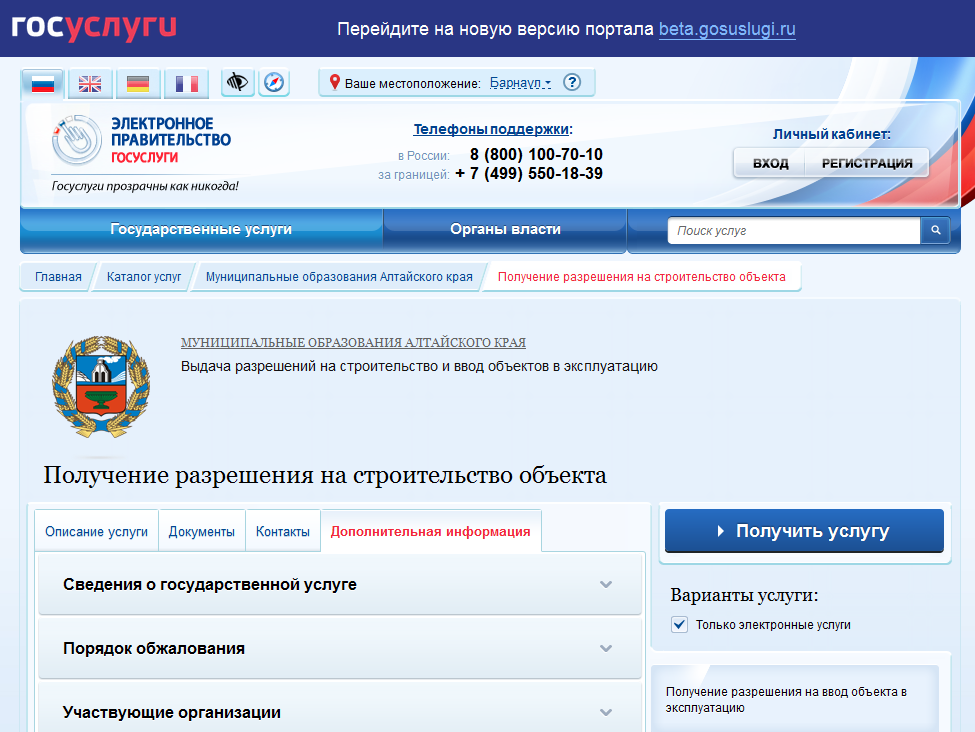 госуслуги
Перейдите на новую версию портала beta.gosuslugi.ru
Ваше местоположение: Барнаул ?
ЭЛЕКТРОННОЕ
ПРАВИТЕЛЬСТВО
ГОСУСЛУГИ
Госуслуги прозрачны как никогда!
Телефоны поддержки:
в России: 8 (800) 100-70-10
за границей: + 7 (499) 550-18-39
Личный кабинет:
ВХОД РЕГИСТРАЦИЯ
Государственные услуги Органы власти Поиск услуг
Главная Каталог услуг Муниципальные образования Алтайского края Получение разрешения на строительство объекта
МУНИЦИПАЛЬНЫЕ ОБРАЗОВАНИЯ АЛТАЙСКОГО КРАЯ
Выдача разрешений на строительство и ввод объектов в эксплуатацию
Получение разрешения на строительство объекта
Описание услуги Документы Контакты Дополнительная информация
Сведения о государственной услуге
Порядок обжалования
Участвующие организации
Получить услугу
Варианты услуги:
Только электронные услуги
Получение разрешения на ввод объекта в
эксплуатацию